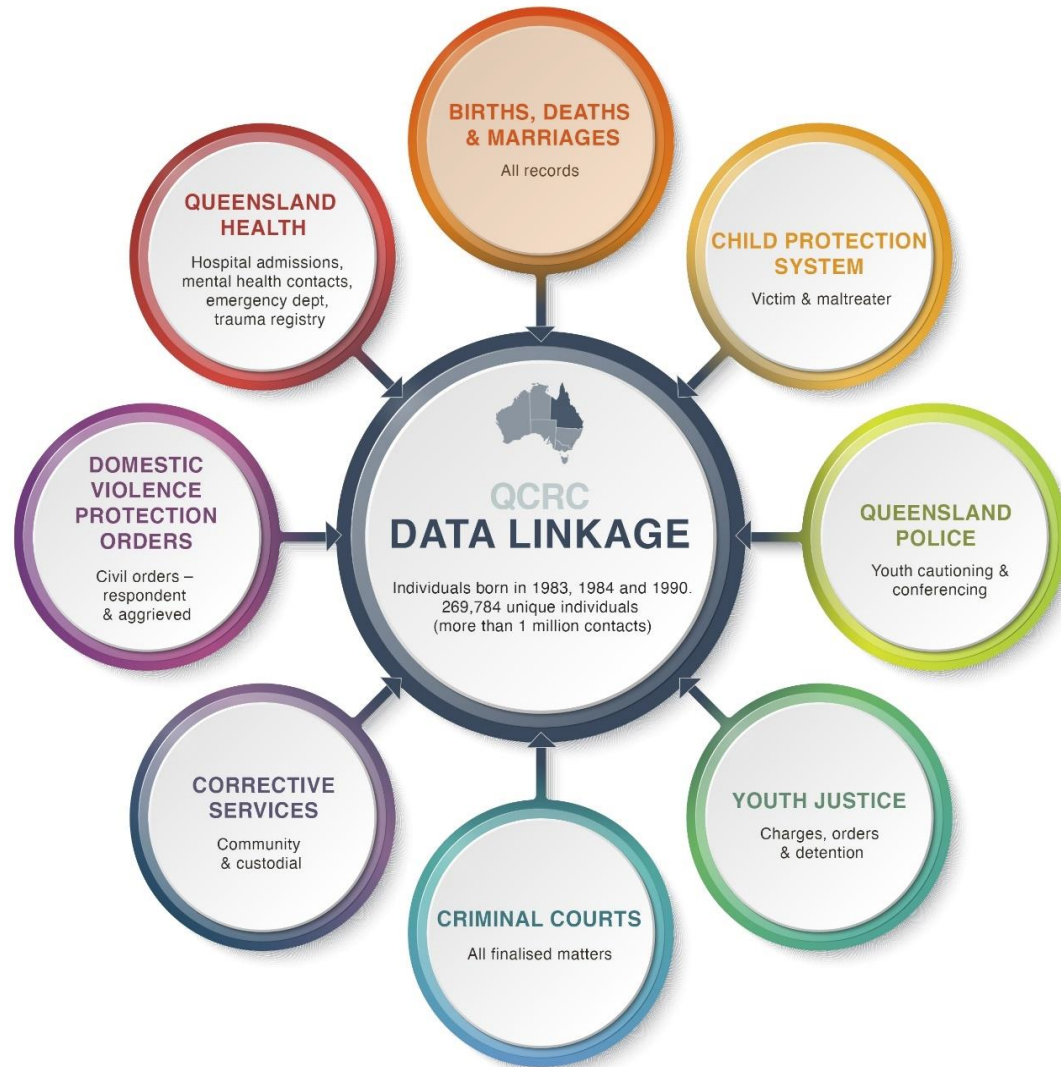 BIRTHS, DEATHS
& MARRIAGES
All records
CHILD PROTECTION
SYSTEM
Victim & maltreater
QUEENSLAND
POLICE
Youth cautioning &
conferencing
YOUTH JUSTICE
Charges, orders
& detention
CRIMINAL COURTS
All finalised matters
CORRECTIVE
SERVICES
Community
& custodial
DOMESTIC
VIOLENCE
PROTECTION
ORDERS
Civil orders –
respondent
& aggrieved
QUEENSLAND
HEALTH
Hospital admissions,
mental health contacts,
emergency dept,
trauma registry
QCRC
DATA LINKAGE
Individuals born in 1983, 1984 and 1990.
269,784 unique individuals
(more than 1 million contacts)